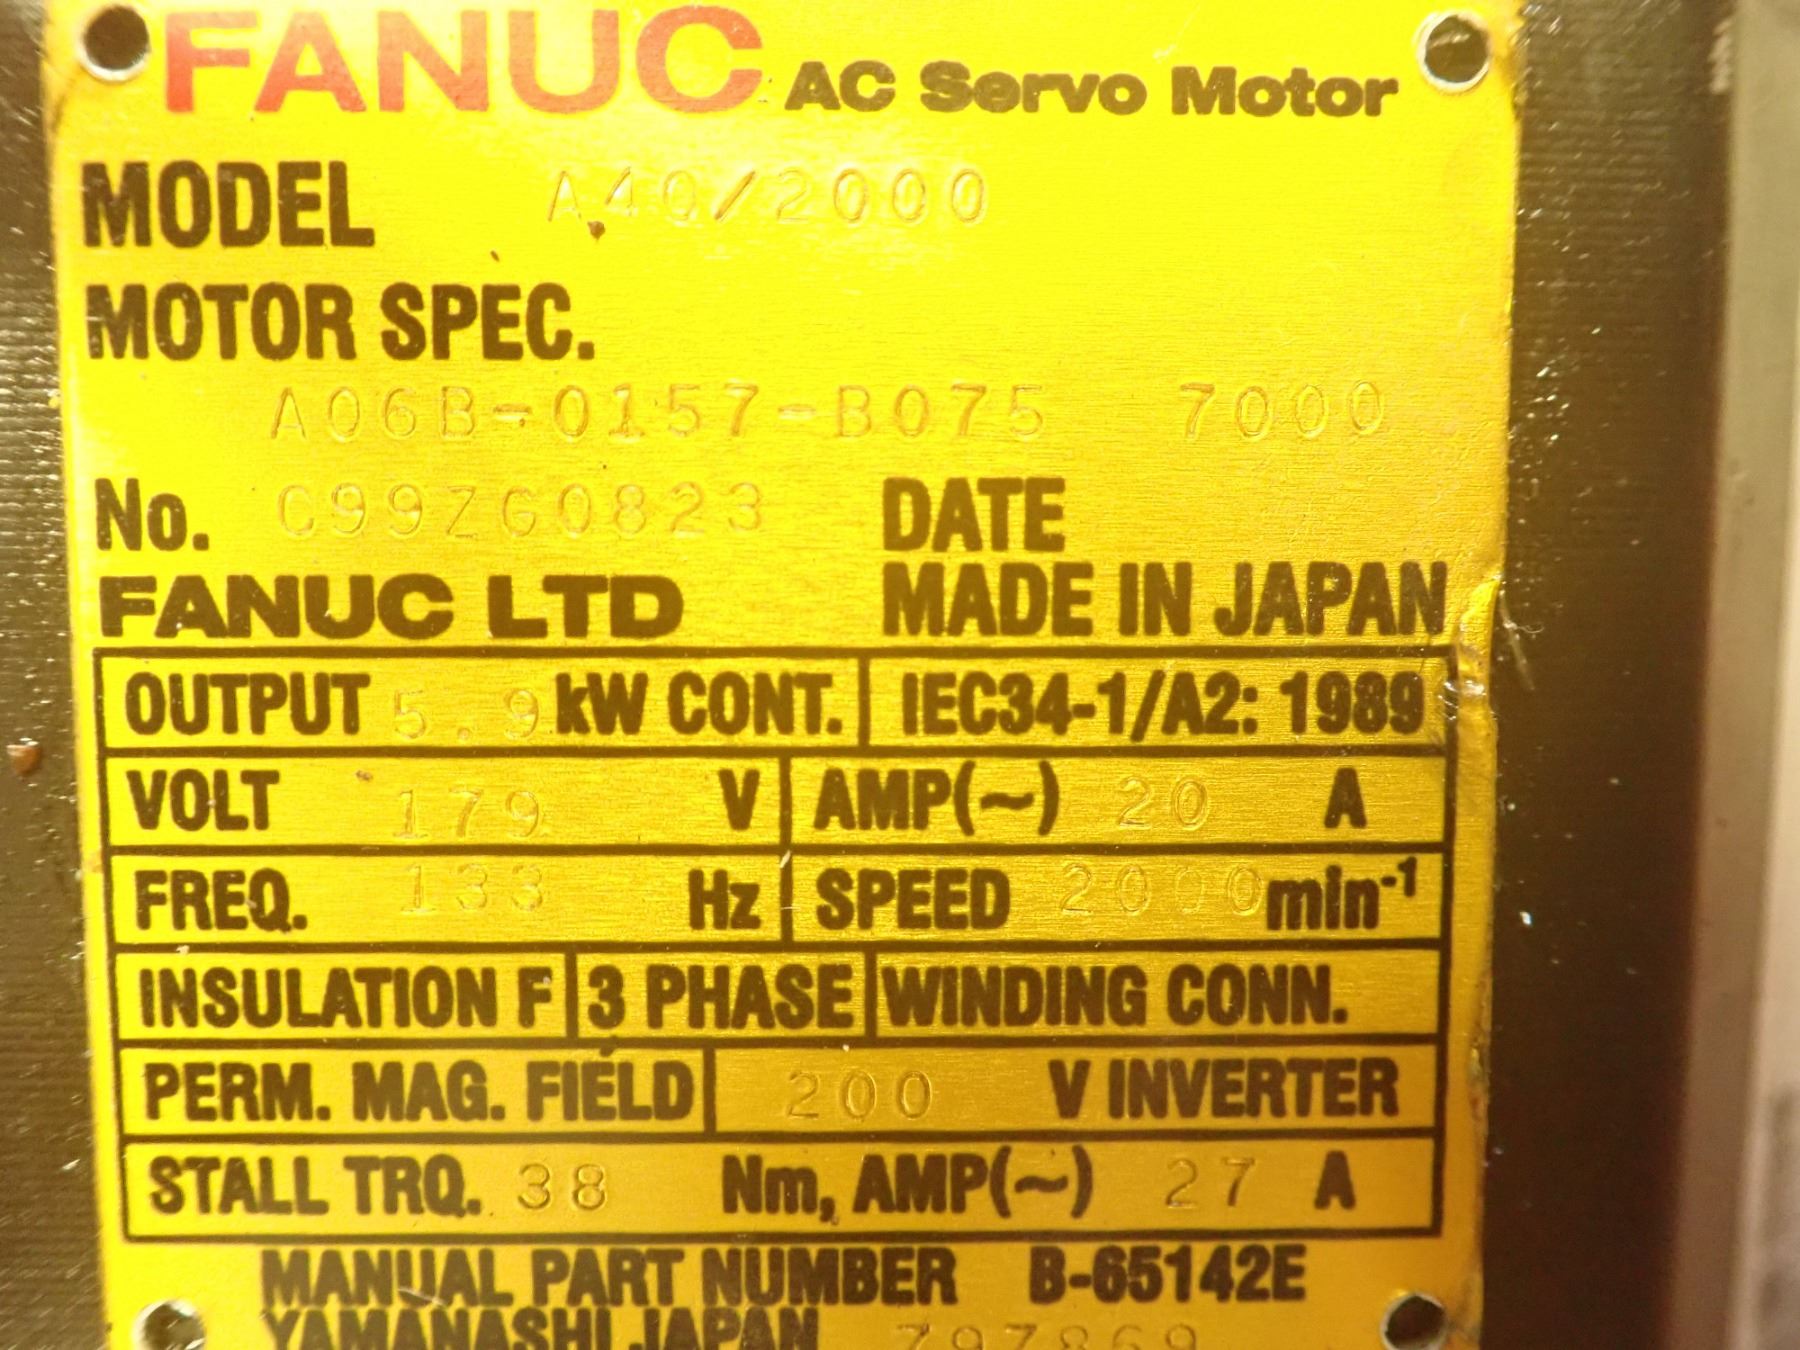 FANUC AC Servo Motor
MODEL A40/2000
MOTOR SPEC.
A06B-0157-B075 7000
No. C99ZG0823 DATE
FANUC LTD MADE IN JAPAN
OUTPUT 5.9 kW CONT. IEC34-1/A2: 1989
VOLT 179 V AMP(~) 20 A
FREQ. 133 Hz SPEED 2000 min-1
INSULATION F 3 PHASE WINDING CONN.
PERM. MAG. FIELD 200 V INVERTER
STALL TRQ. 38 Nm, AMP(~) 27 A
MANUAL PART NUMBER B-65142E
YAMANASHI JAPAN